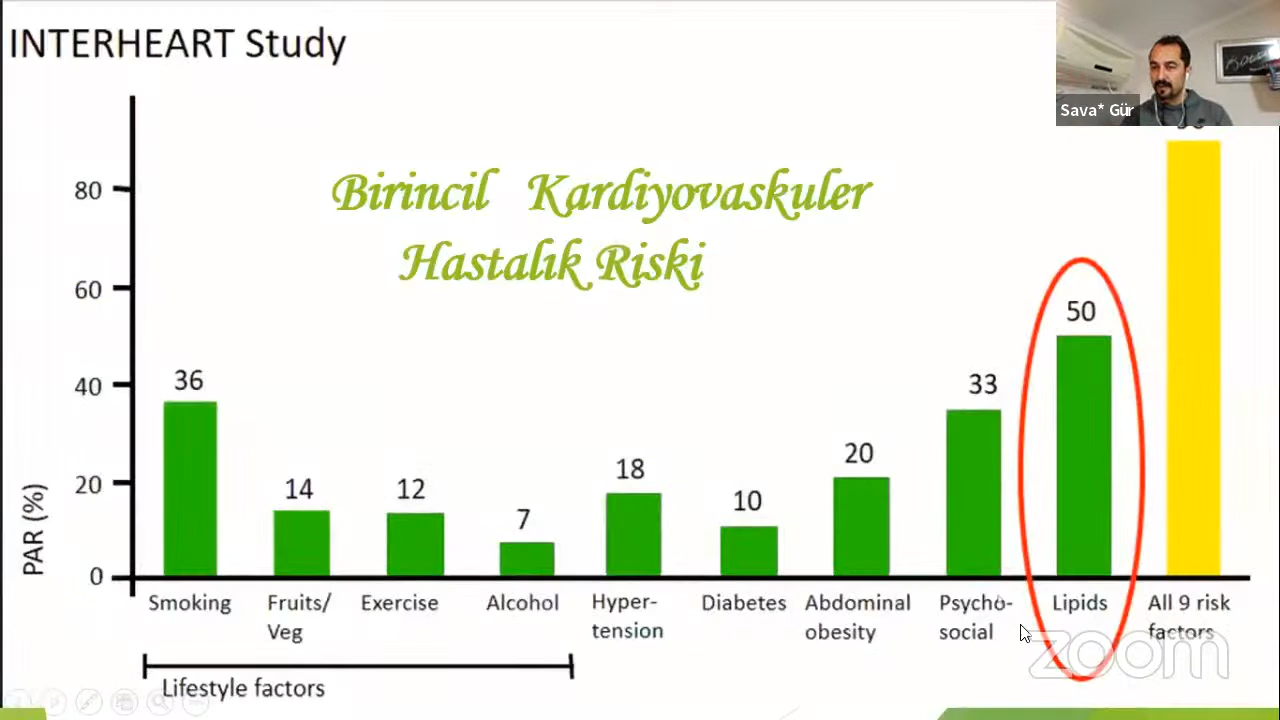 INTERHEART Study
Sava* Gür
Birincil Kardiyovaskuler
Hastalık Riski
80
60
40
20
0
PAR (%)
36
14
12
7
18
10
20
33
50
Smoking
Fruits/
Veg
Exercise
Alcohol
Hyper-
tension
Diabetes
Abdominal
obesity
Psycho-
social
Lipids
All 9 risk
factors
Lifestyle factors
zoom